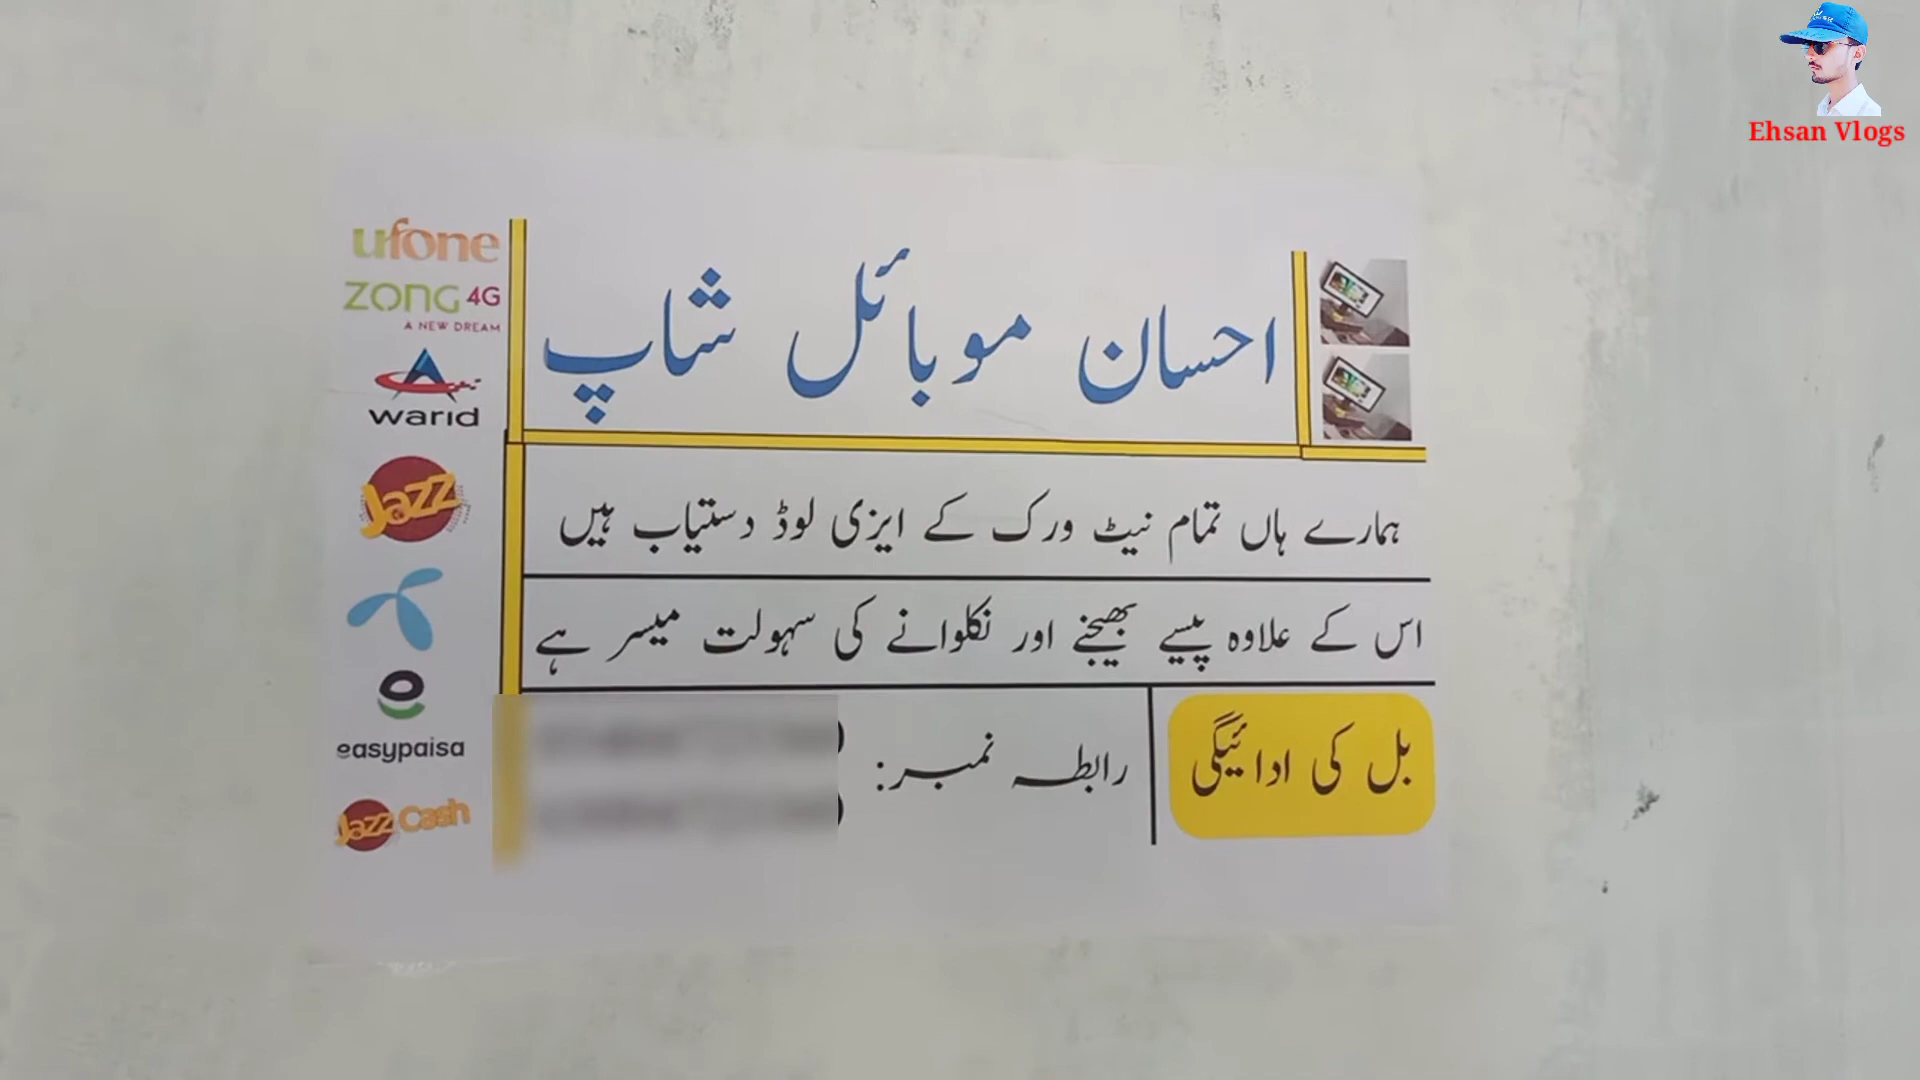 Ehsan Vlogs
ufone
ZONG 4G
A NEW DREAM
warid
Jazz
easypaisa
Jazz Cash
احسان موبائل شاپ
ہمارے ہاں تمام نیٹ ورک کے ایزی لوڈ دستیاب ہیں
اس کے علاوہ پیسے بھیجنے اور نکلوانے کی سہولت میسر ہے
بل کی ادائیگی
رابطہ نمبر: